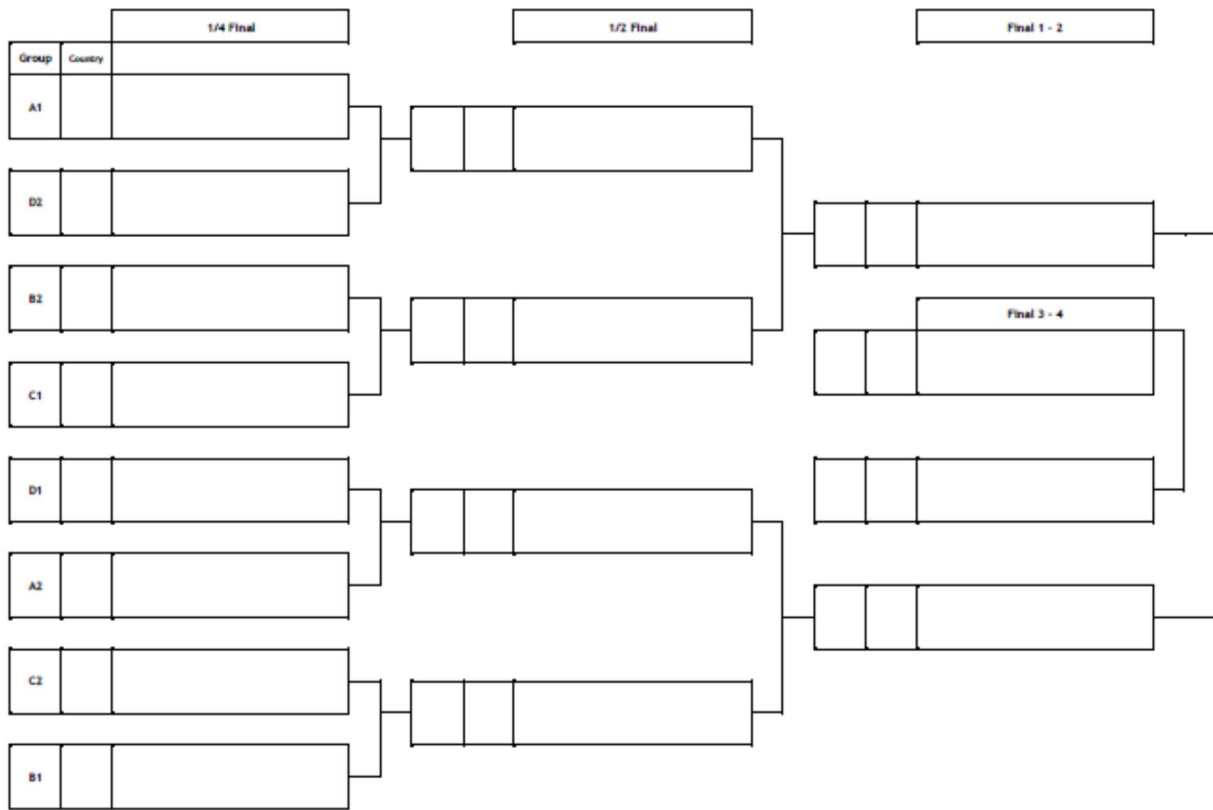 1/4 Final
1/2 Final
Final 1 - 2
Group Country
A1
D2
B2
Final 3 - 4
C1
D1
A2
C2
B1